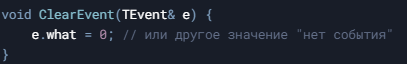 void ClearEvent(TEvent& e) {
    e.what = 0; // или другое значение "нет события"
}